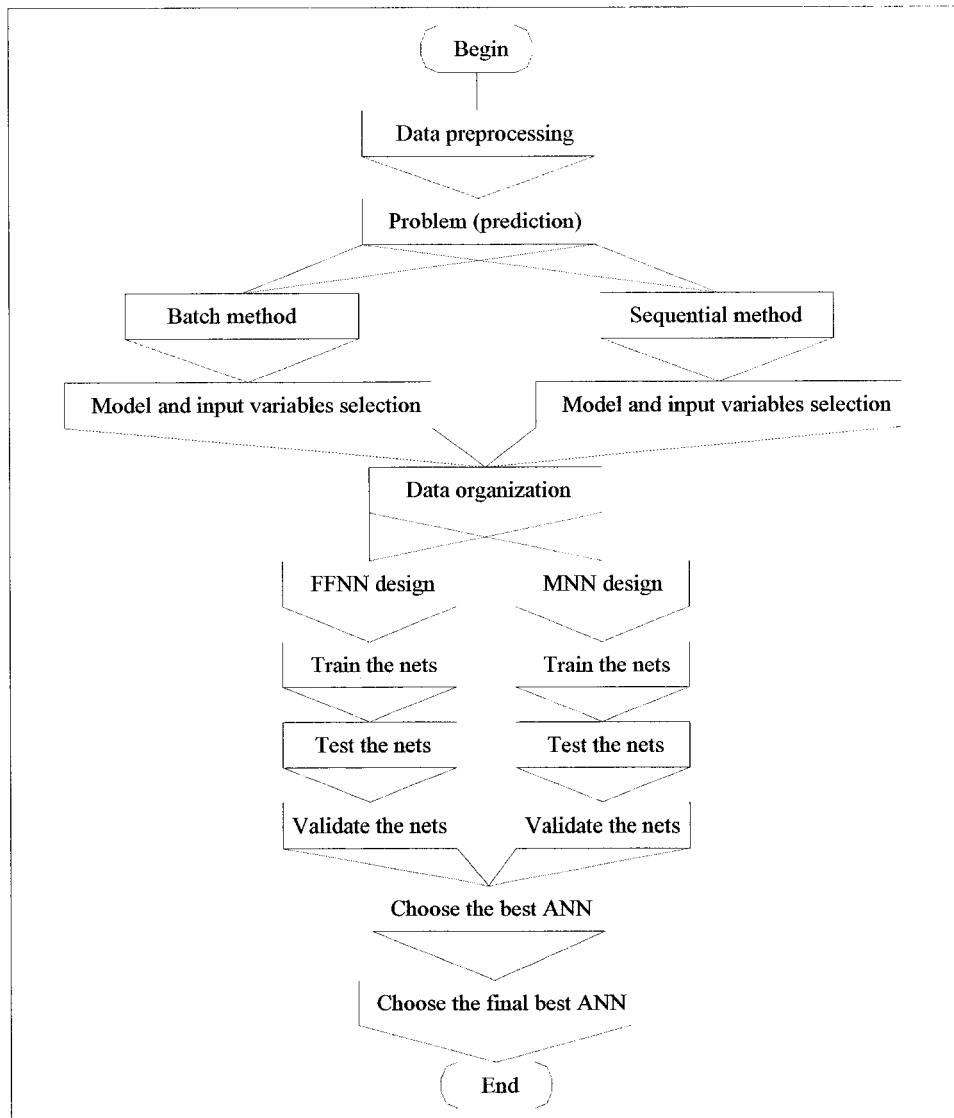 Begin
Data preprocessing
Problem (prediction)
Batch method
Sequential method
Model and input variables selection
Model and input variables selection
Data organization
FFNN design
MNN design
Train the nets
Train the nets
Test the nets
Test the nets
Validate the nets
Validate the nets
Choose the best ANN
Choose the final best ANN
End